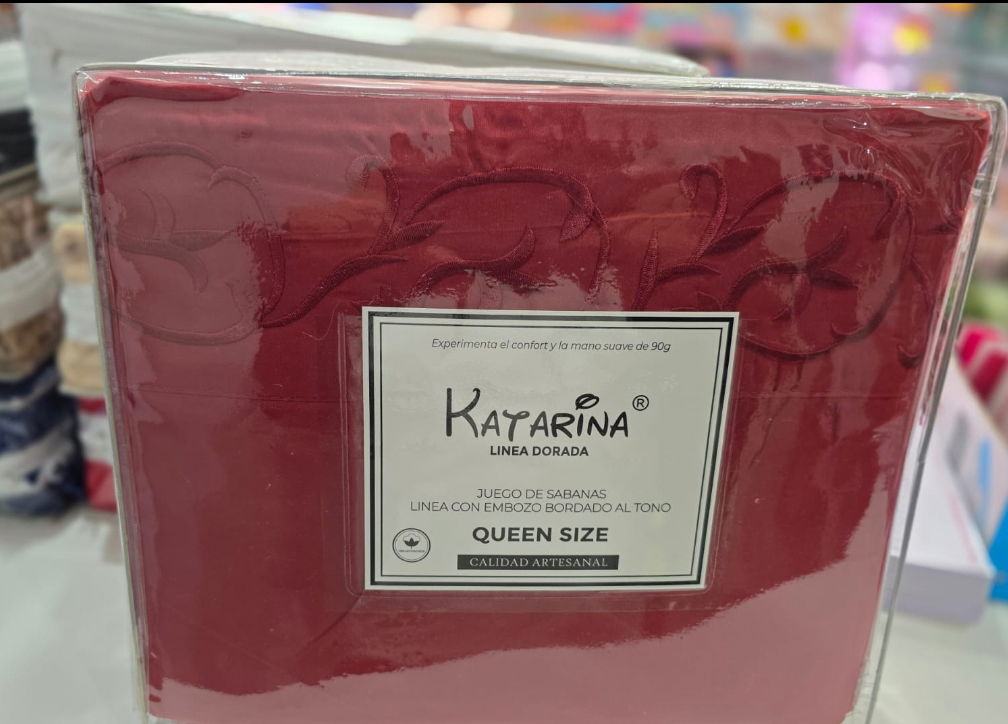 Experimenta el confort y la mano suave de 90g
KATARINA®
LINEA DORADA
JUEGO DE SABANAS
LINEA CON EMBOZO BORDADO AL TONO
QUEEN SIZE
CALIDAD ARTESANAL